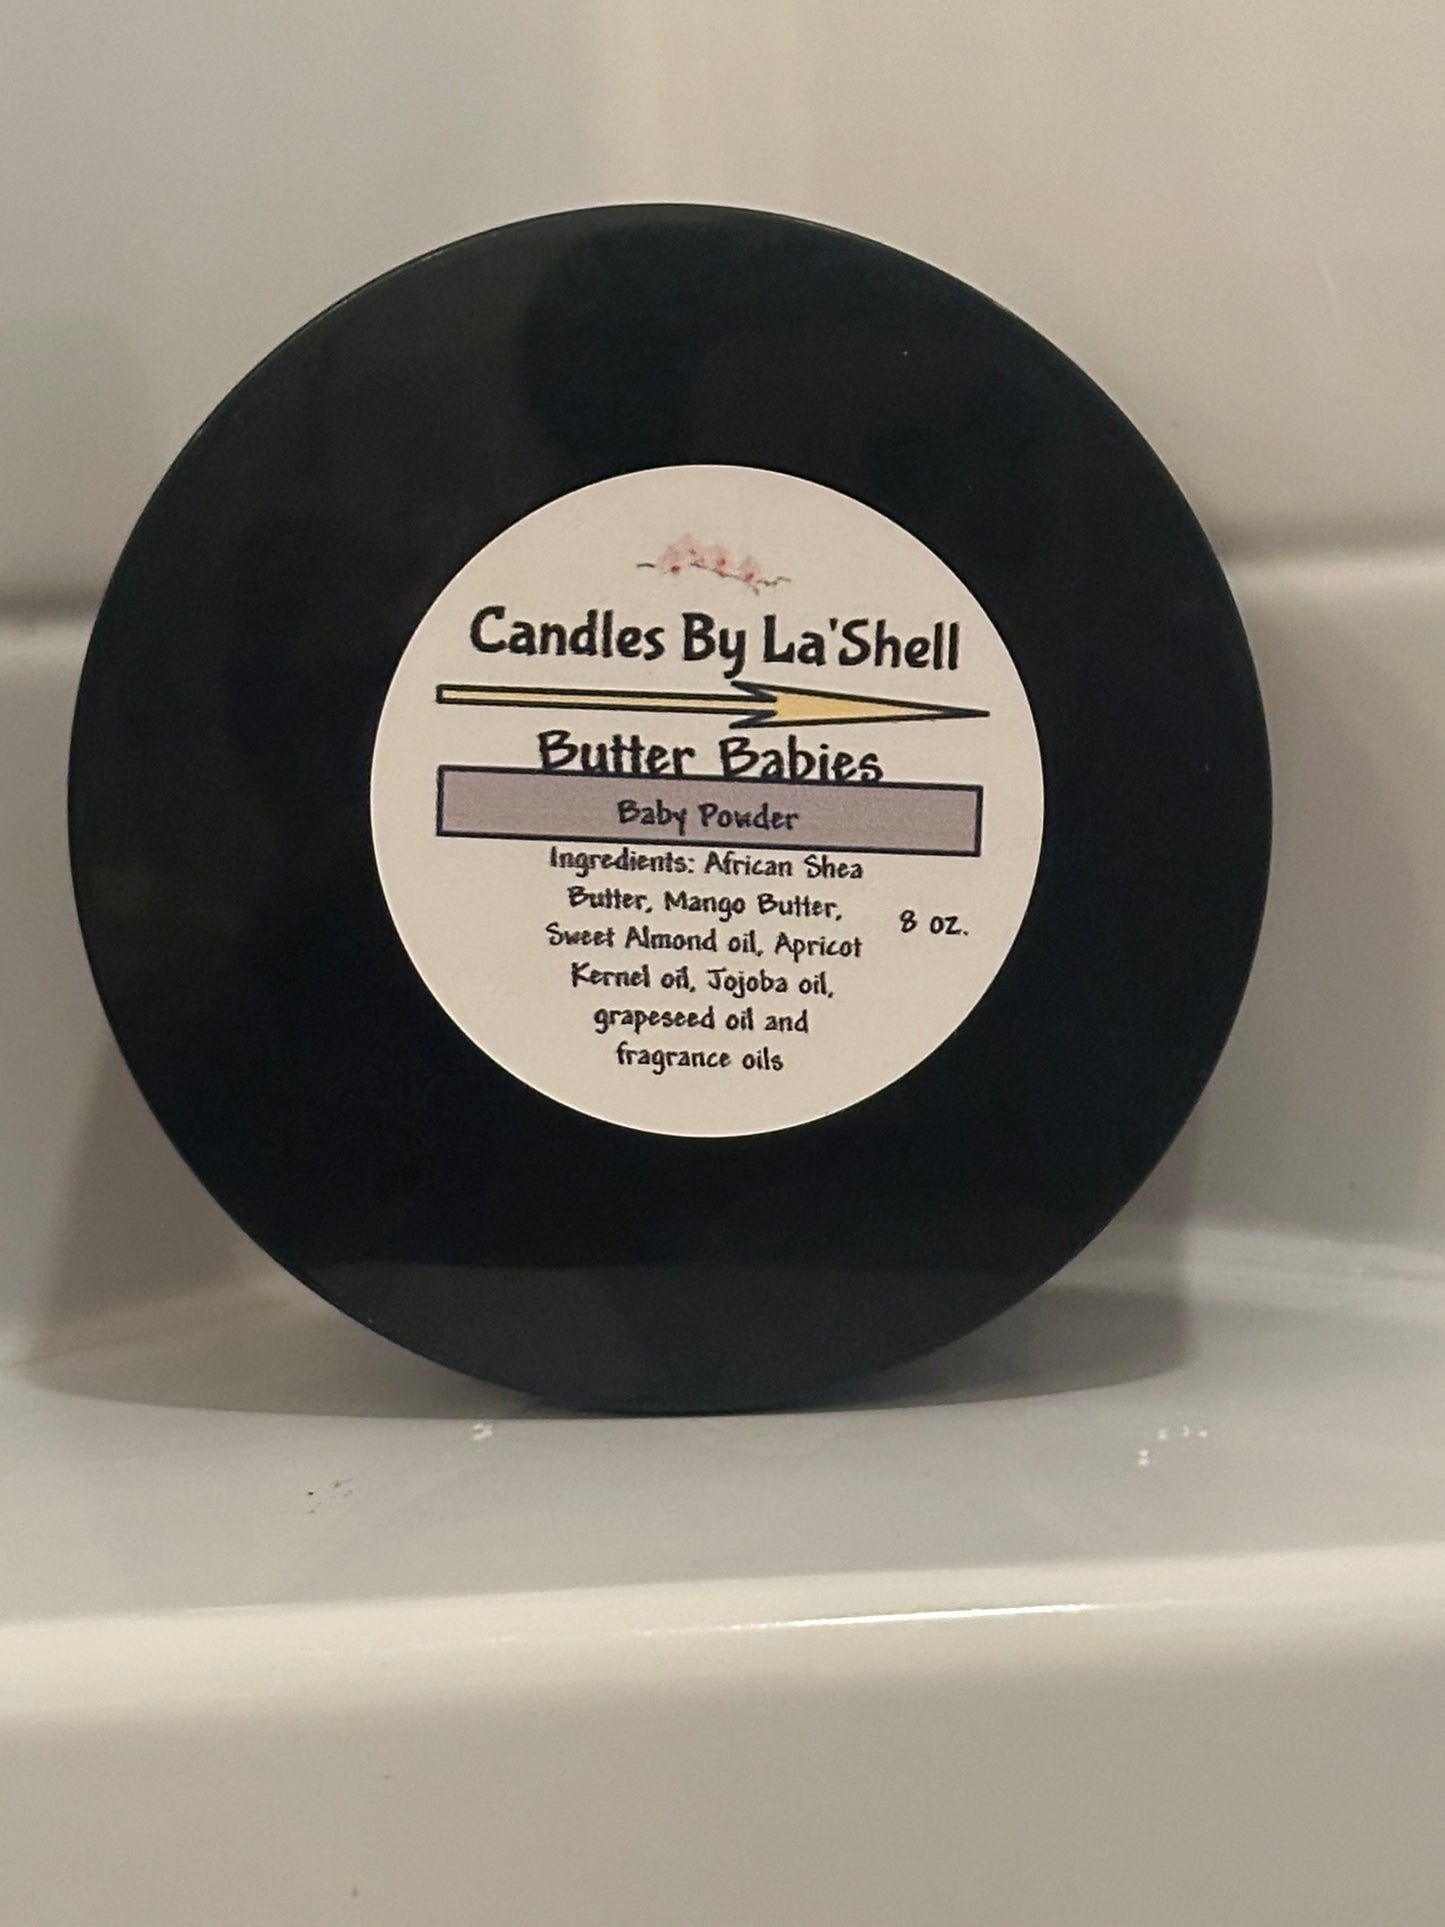 Candles By La'Shell
Butter Babies
Baby Powder
Ingredients: African Shea
Butter, Mango Butter,
8 oz.
Sweet Almond oil, Apricot
Kernel oil, Jojoba oil,
grapeseed oil and
fragrance oils